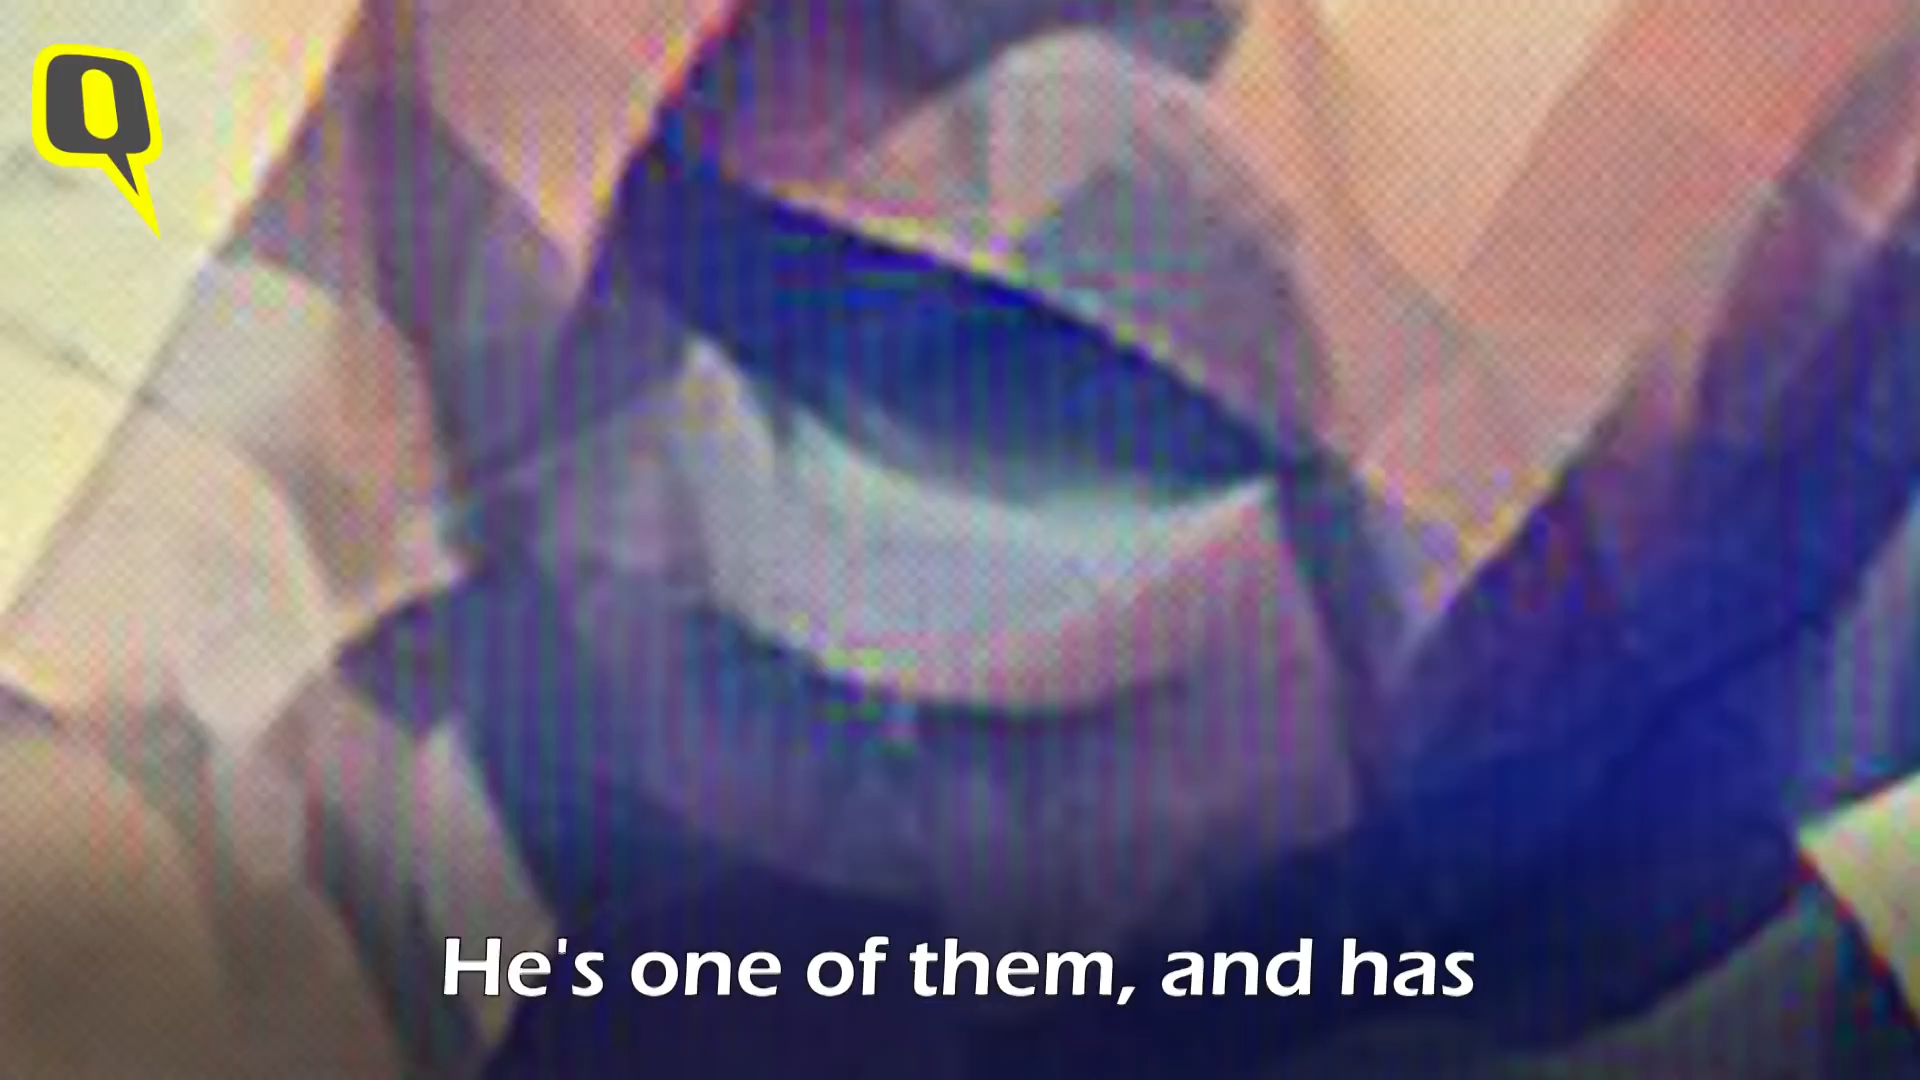 Q
He's one of them, and has